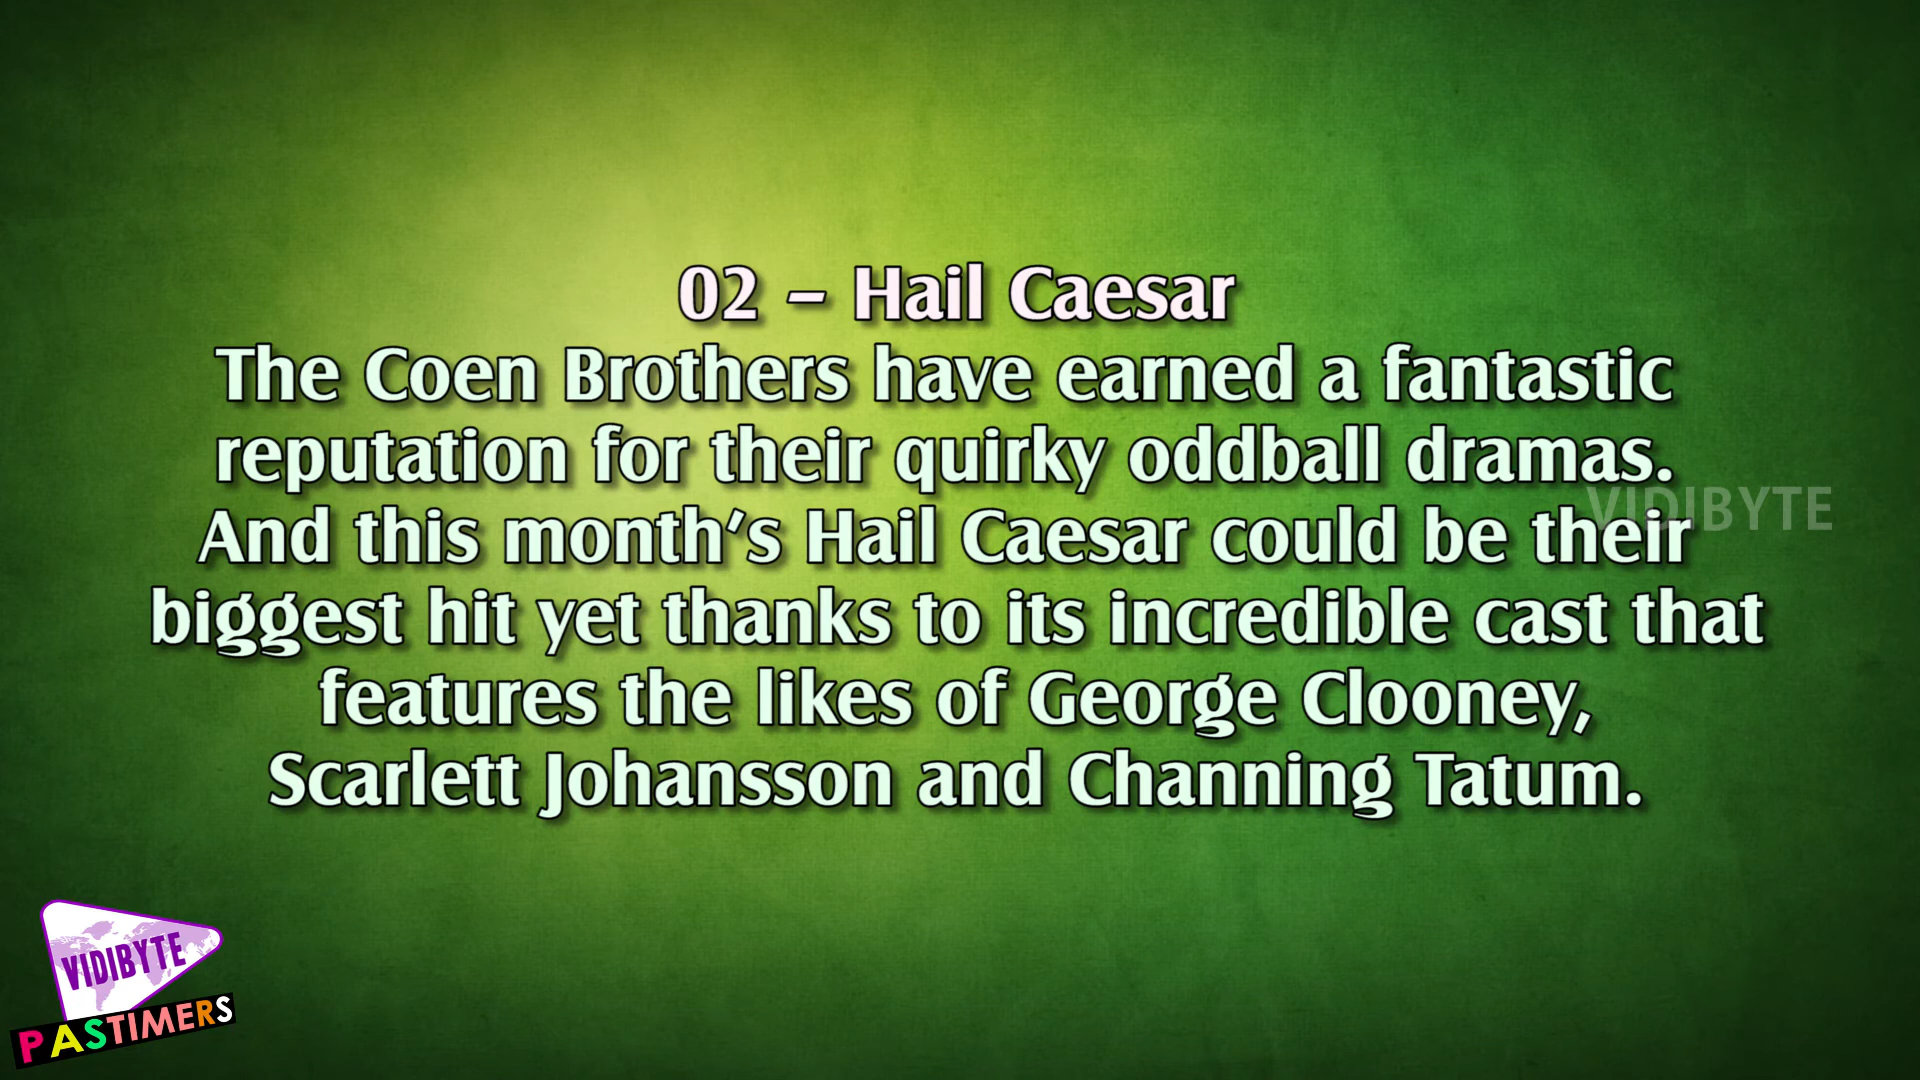 02 – Hail Caesar
The Coen Brothers have earned a fantastic
reputation for their quirky oddball dramas.
And this month’s Hail Caesar could be their
biggest hit yet thanks to its incredible cast that
features the likes of George Clooney,
Scarlett Johansson and Channing Tatum.
VIDIBYTE
VIDIBYTE
PASTIMERS